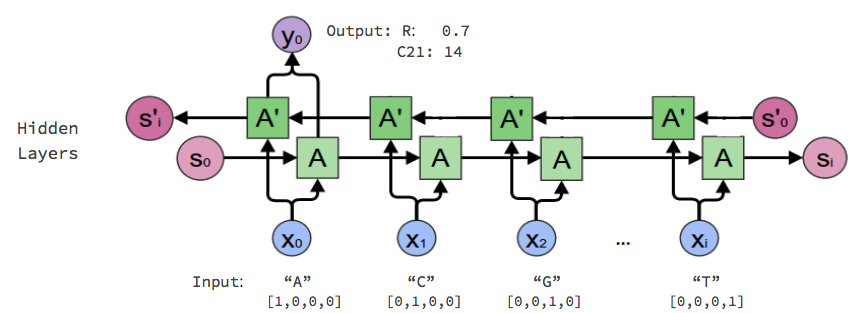 y₀
Output: R: 0.7
C21: 14
Hidden
Layers
s'ᵢ A' A' A' A' s'₀
s₀ A A A A sᵢ
x₀ x₁ x₂ ... xᵢ
Input: “A” “C” “G” “T”
[1,0,0,0] [0,1,0,0] [0,0,1,0] [0,0,0,1]